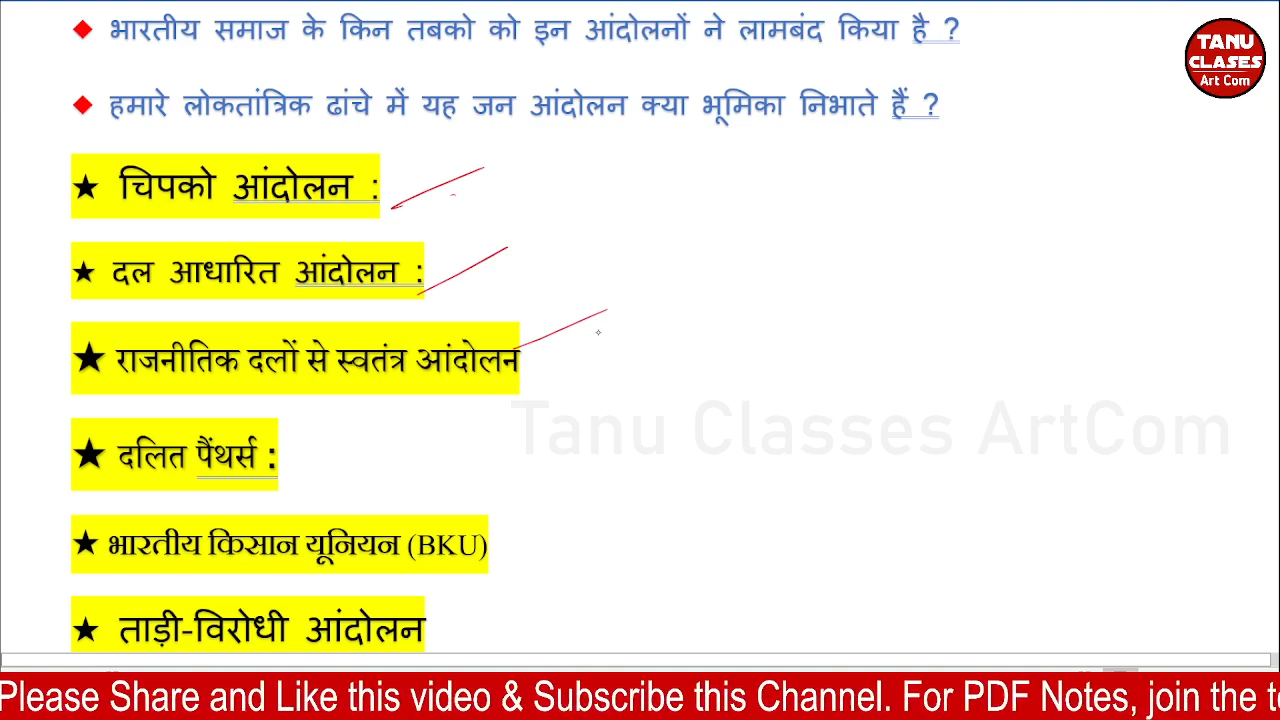 भारतीय समाज के किन तबको को इन आंदोलनों ने लामबंद किया है ?
TANU
CLASES
Art Com
हमारे लोकतांत्रिक ढांचे में यह जन आंदोलन क्या भूमिका निभाते हैं ?
★ चिपको आंदोलन :
★ दल आधारित आंदोलन :
★ राजनीतिक दलों से स्वतंत्र आंदोलन
Tanu Classes ArtCom
★ दलित पैंथर्स :
★ भारतीय किसान यूनियन (BKU)
★ ताड़ी-विरोधी आंदोलन
Please Share and Like this video & Subscribe this Channel. For PDF Notes, join the